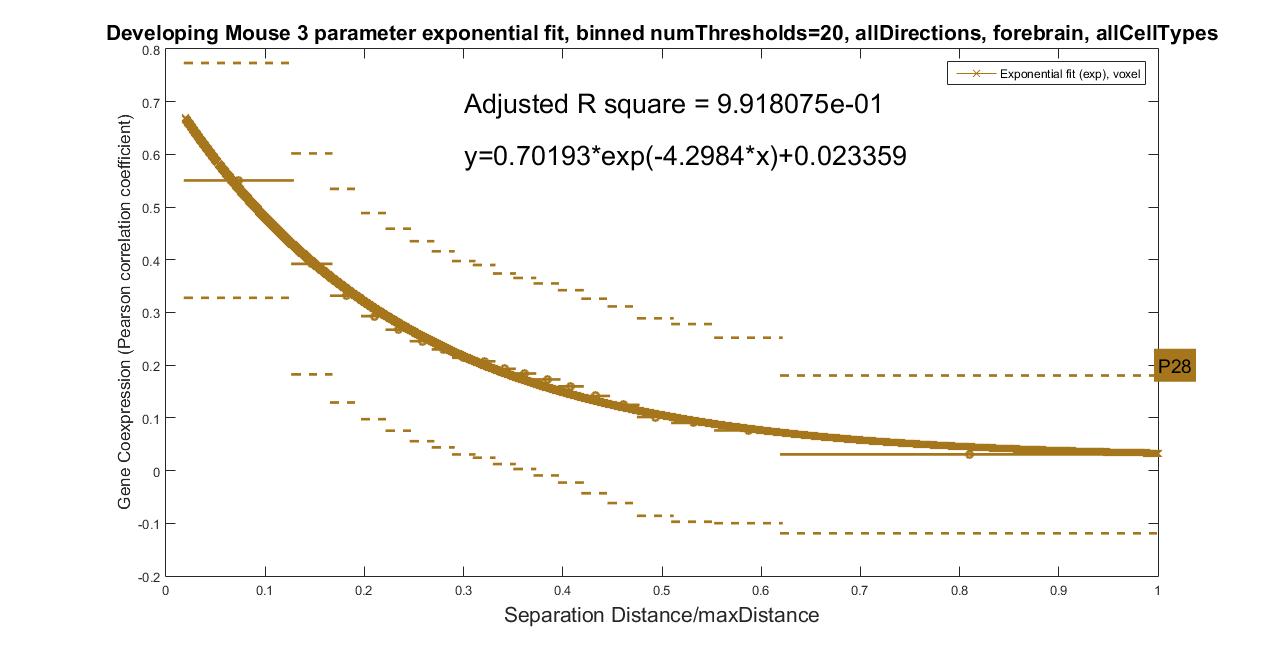 Developing Mouse 3 parameter exponential fit, binned numThresholds=20, allDirections, forebrain, allCellTypes
Exponential fit (exp), voxel
Adjusted R square = 9.918075e-01
y=0.70193*exp(-4.2984*x)+0.023359
Gene Coexpression (Pearson correlation coefficient)
0.8
0.7
0.6
0.5
0.4
0.3
0.2
0.1
0
-0.1
-0.2
P28
0 0.1 0.2 0.3 0.4 0.5 0.6 0.7 0.8 0.9 1
Separation Distance/maxDistance